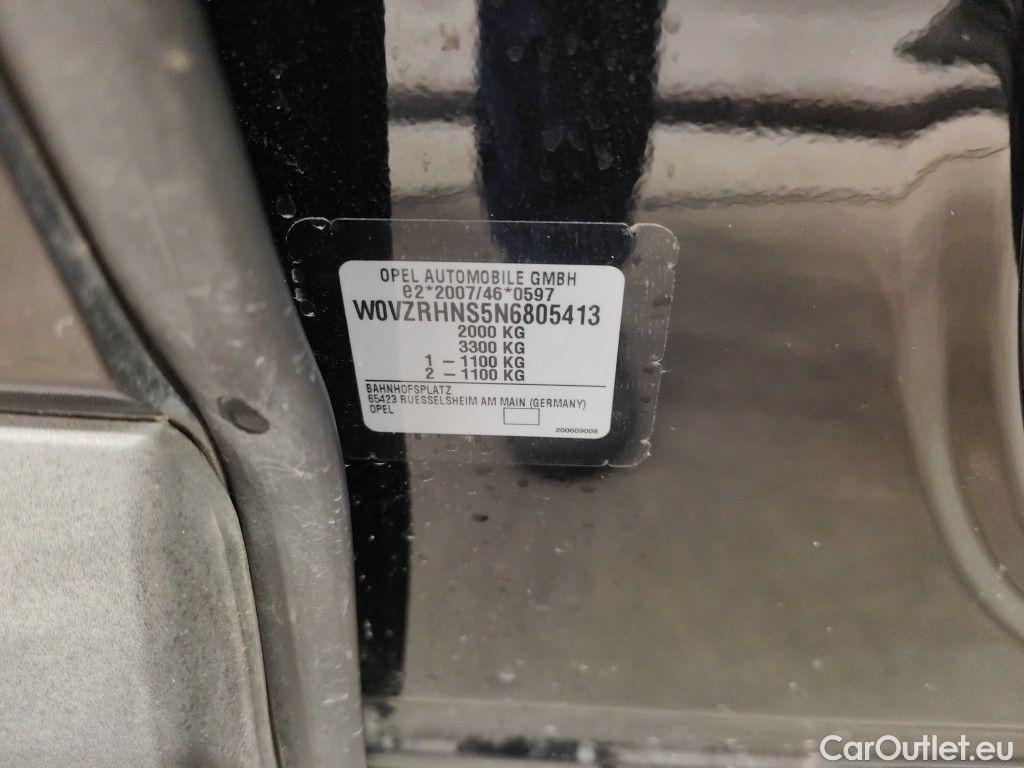 OPEL AUTOMOBILE GMBH
e2*2007/46*0597
W0VZRHNS5N6805413
2000 KG
3300 KG
1 - 1100 KG
2 - 1100 KG
BAHNHOFSPLATZ
65423 RUESSELSHEIM AM MAIN (GERMANY)
OPEL
200609008
CarOutlet.eu